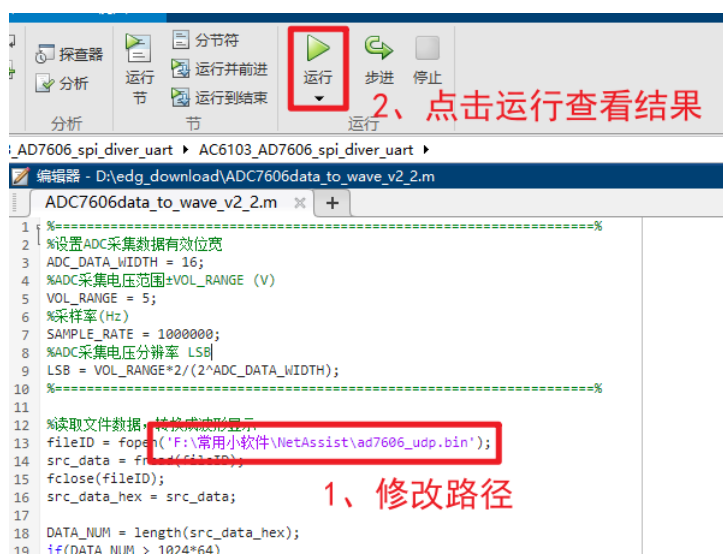 探查器
分析
分析
运行
节
分节符
运行并前进
运行到结束
节
运行
步进
停止
运行
2、点击运行查看结果
_AD7606_spi_diver_uart ▸ AC6103_AD7606_spi_diver_uart ▸
编辑器 - D:\edg_download\ADC7606data_to_wave_v2_2.m
ADC7606data_to_wave_v2_2.m × +
1 %==================================================================%
2 %设置ADC采集数据有效位宽
3 ADC_DATA_WIDTH = 16;
4 %ADC采集电压范围±VOL_RANGE (V)
5 VOL_RANGE = 5;
6 %采样率(Hz)
7 SAMPLE_RATE = 1000000;
8 %ADC采集电压分辨率 LSB
9 LSB = VOL_RANGE*2/(2^ADC_DATA_WIDTH);
10 %==================================================================%
11
12 %读取文件数据，转换成波形显示
13 fileID = fopen('F:\常用小软件\NetAssist\ad7606_udp.bin');
14 src_data = fread(fileID);
15 fclose(fileID);
16 src_data_hex = src_data;
1、修改路径
17
18 DATA_NUM = length(src_data_hex);
19 if(DATA_NUM > 1024*64)